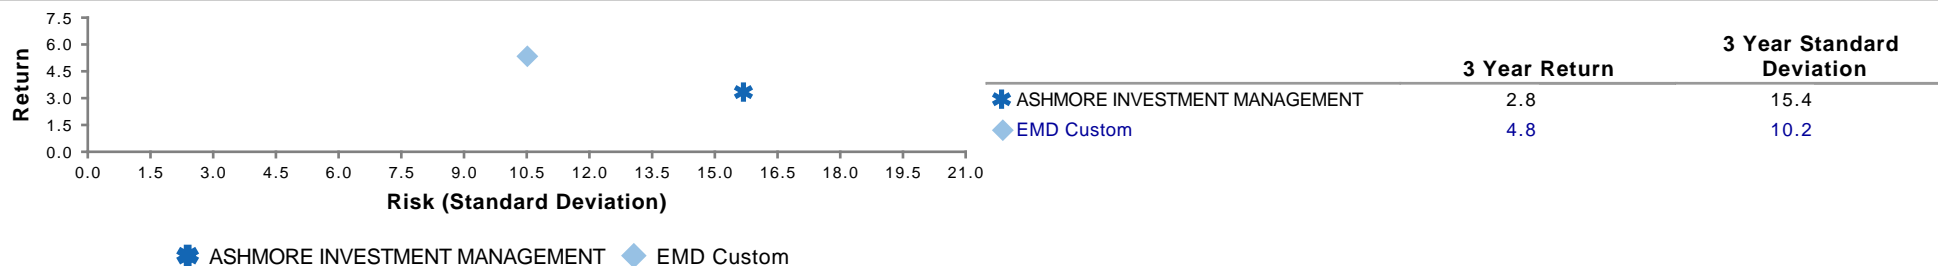 7.5
6.0
4.5
3.0
1.5
0.0
Return
0.0 1.5 3.0 4.5 6.0 7.5 9.0 10.5 12.0 13.5 15.0 16.5 18.0 19.5 21.0
Risk (Standard Deviation)
ASHMORE INVESTMENT MANAGEMENT EMD Custom
3 Year Return 3 Year Standard
Deviation
ASHMORE INVESTMENT MANAGEMENT 2.8 15.4
EMD Custom 4.8 10.2